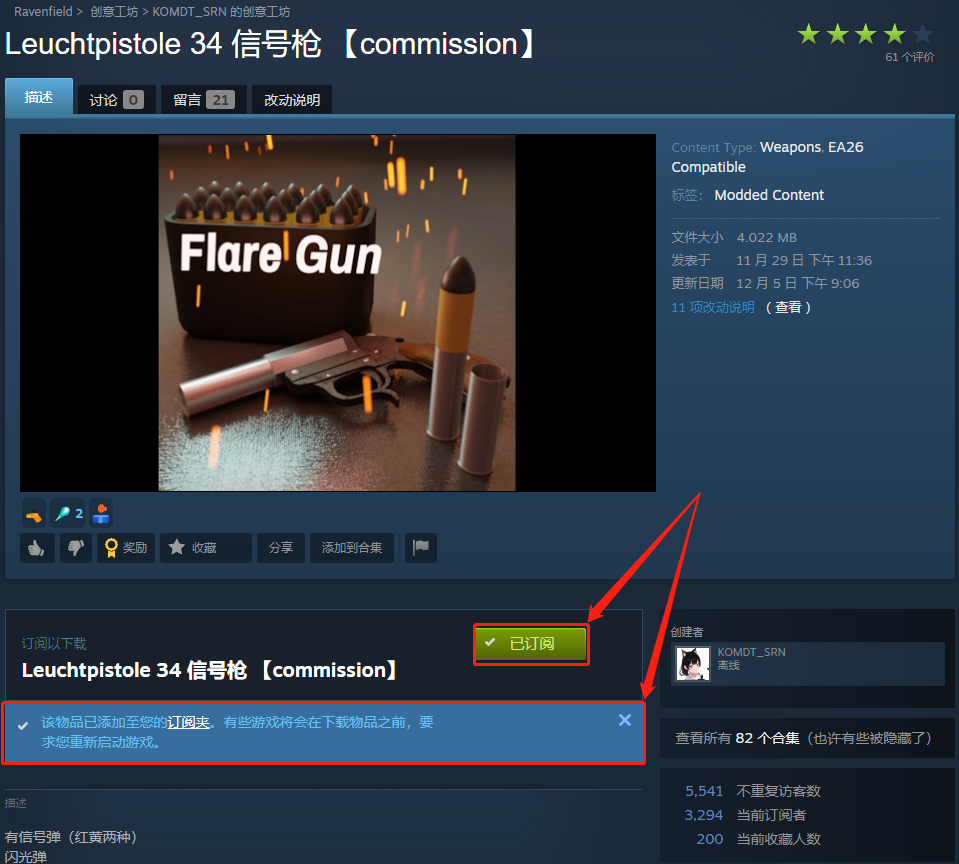 Ravenfield > 创意工坊 > KOMDT_SRN 的创意工坊
Leuchtpistole 34 信号枪 【commission】
61 个评价
描述
讨论 0
留言 21
改动说明
Flare Gun
Content Type: Weapons, EA26
Compatible
标签: Modded Content
文件大小 4.022 MB
发表于 11 月 29 日 下午 11:36
更新日期 12 月 5 日 下午 9:06
11 项改动说明 ( 查看 )
2
奖励
收藏
分享
添加到合集
订阅以下载
Leuchtpistole 34 信号枪 【commission】
已订阅
该物品已添加至您的订阅夹。有些游戏将会在下载物品之前，要
求您重新启动游戏。
创建者
KOMDT_SRN
离线
查看所有 82 个合集（也许有些被隐藏了）
5,541 不重复访客数
3,294 当前订阅者
200 当前收藏人数
描述
有信号弹（红黄两种）
闪光弹